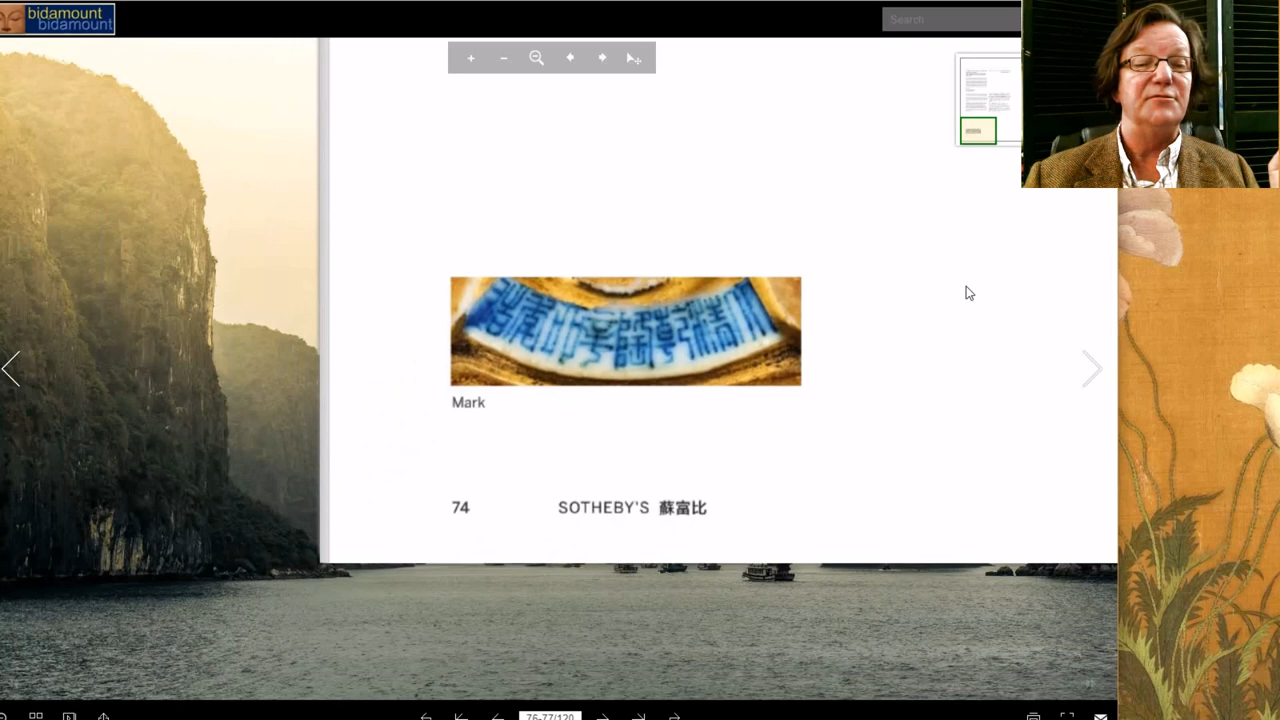 bidamount
bidamount
Search
Mark
74 SOTHEBY'S 蘇富比
76-77/120